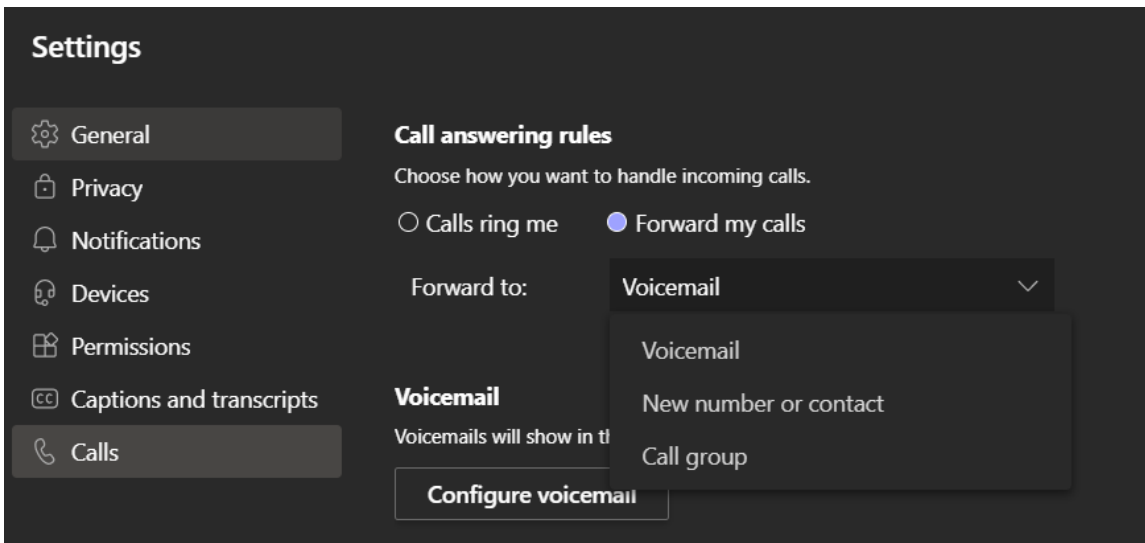 Settings
General
Privacy
Notifications
Devices
Permissions
CC Captions and transcripts
Calls
Call answering rules
Choose how you want to handle incoming calls.
Calls ring me Forward my calls
Forward to: Voicemail
Voicemail
New number or contact
Call group
Voicemail
Voicemails will show in
Configure voicemail